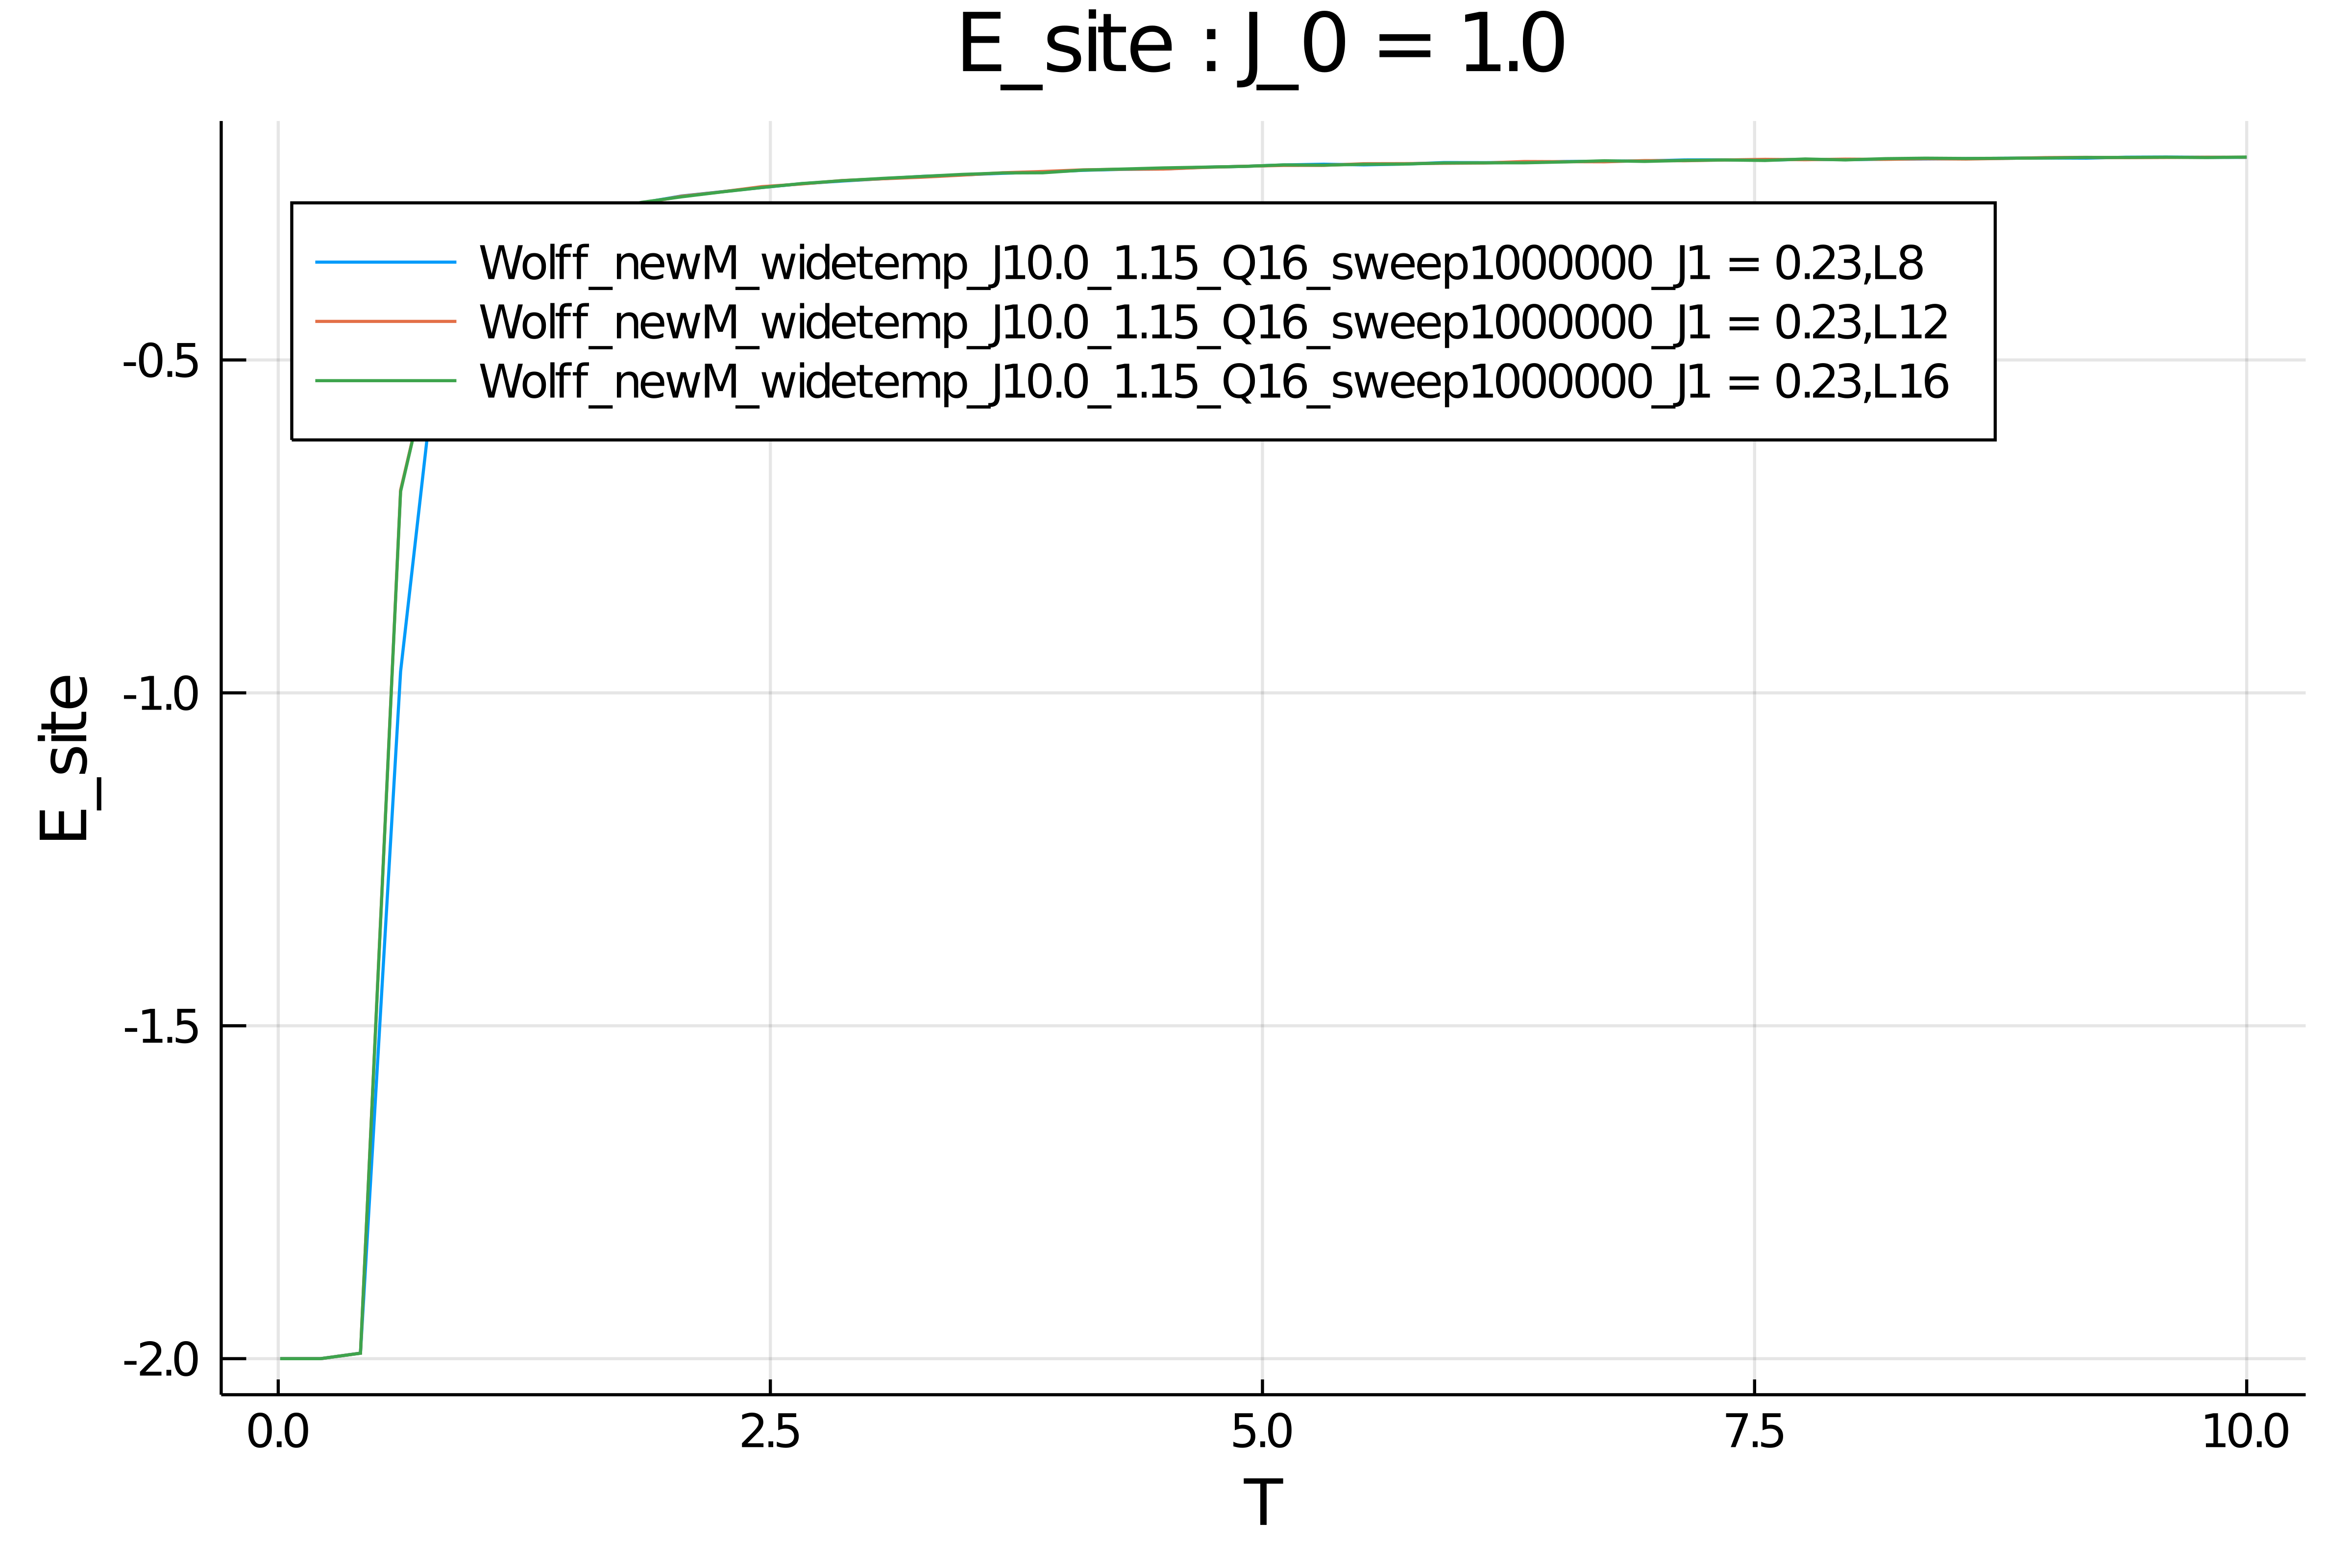 E_site : J_0 = 1.0
Wolff_newM_widetemp_J10.0_1.15_Q16_sweep1000000_J1 = 0.23,L8
Wolff_newM_widetemp_J10.0_1.15_Q16_sweep1000000_J1 = 0.23,L12
Wolff_newM_widetemp_J10.0_1.15_Q16_sweep1000000_J1 = 0.23,L16
-0.5
-1.0
-1.5
-2.0
E_site
0.0 2.5 5.0 7.5 10.0
T